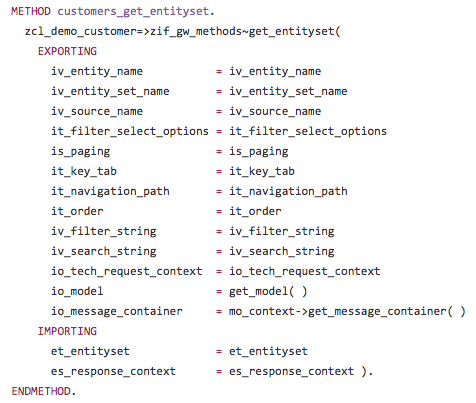 METHOD customers_get_entityset.
  zcl_demo_customer=>zif_gw_methods~get_entityset(
    EXPORTING
      iv_entity_name           = iv_entity_name
      iv_entity_set_name       = iv_entity_set_name
      iv_source_name           = iv_source_name
      it_filter_select_options = it_filter_select_options
      is_paging                = is_paging
      it_key_tab               = it_key_tab
      it_navigation_path       = it_navigation_path
      it_order                 = it_order
      iv_filter_string         = iv_filter_string
      iv_search_string         = iv_search_string
      io_tech_request_context  = io_tech_request_context
      io_model                 = get_model( )
      io_message_container     = mo_context->get_message_container( )
    IMPORTING
      et_entityset             = et_entityset
      es_response_context      = es_response_context ).
ENDMETHOD.